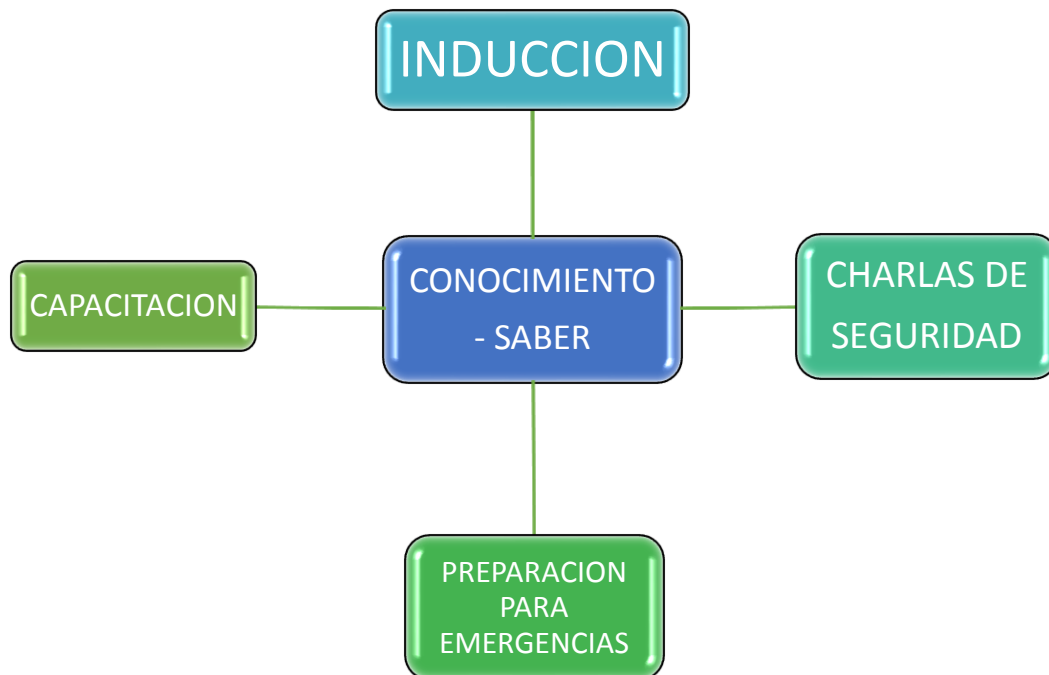 INDUCCION
CAPACITACION
CONOCIMIENTO
- SABER
CHARLAS DE
SEGURIDAD
PREPARACION
PARA
EMERGENCIAS